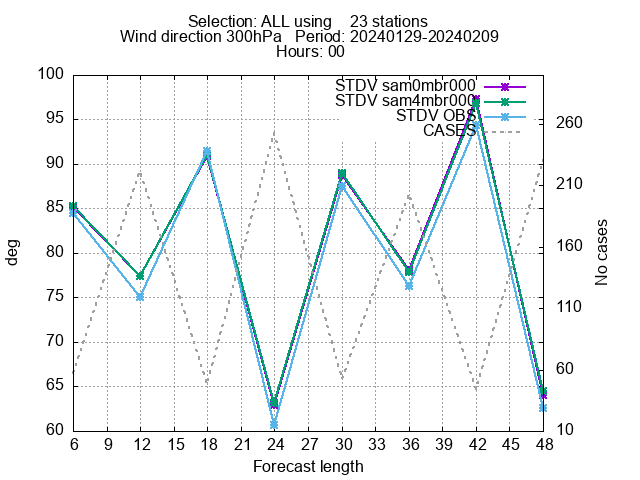 Selection: ALL using    23 stations
Wind direction 300hPa   Period: 20240129-20240209
Hours: 00
STDV sam0mbr000
STDV sam4mbr000
STDV OBS
CASES
deg
100
95
90
85
80
75
70
65
60
No cases
260
210
160
110
60
10
6 9 12 15 18 21 24 27 30 33 36 39 42 45 48
Forecast length